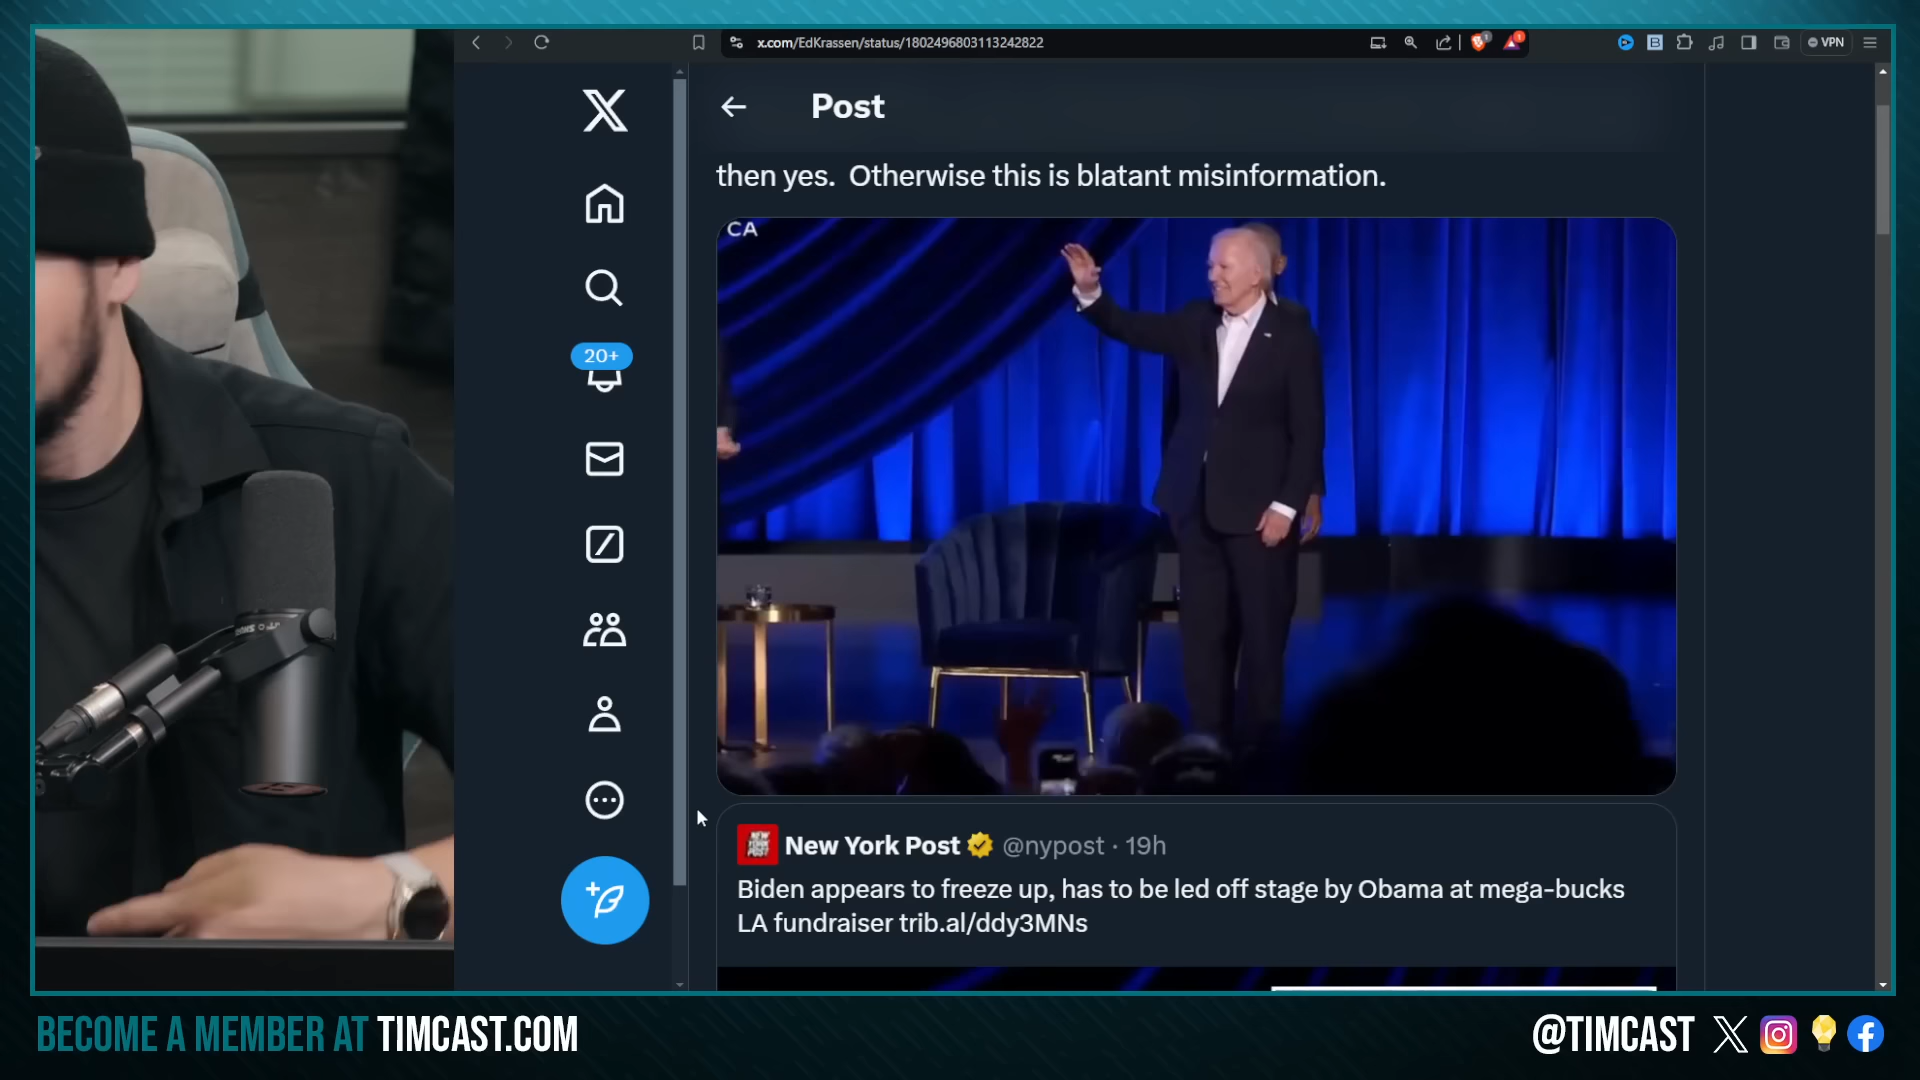 x.com/EdKrassen/status/1802496803113242822
VPN
Post
then yes.  Otherwise this is blatant misinformation.
CA
20+
New York Post @nypost · 19h
Biden appears to freeze up, has to be led off stage by Obama at mega-bucks
LA fundraiser trib.al/ddy3MNs
BECOME A MEMBER AT TIMCAST.COM
@TIMCAST